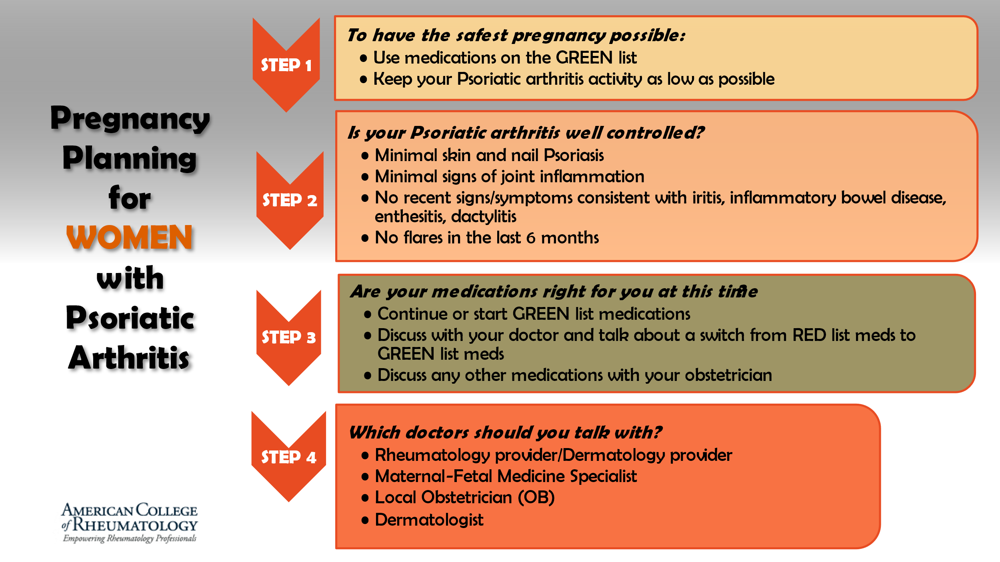 Pregnancy
Planning
for
WOMEN
with
Psoriatic
Arthritis
AMERICAN COLLEGE
of RHEUMATOLOGY
Empowering Rheumatology Professionals
STEP 1
To have the safest pregnancy possible:
• Use medications on the GREEN list
• Keep your Psoriatic arthritis activity as low as possible
STEP 2
Is your Psoriatic arthritis well controlled?
• Minimal skin and nail Psoriasis
• Minimal signs of joint inflammation
• No recent signs/symptoms consistent with iritis, inflammatory bowel disease,
enthesitis, dactylitis
• No flares in the last 6 months
STEP 3
Are your medications right for you at this time?
• Continue or start GREEN list medications
• Discuss with your doctor and talk about a switch from RED list meds to
GREEN list meds
• Discuss any other medications with your obstetrician
STEP 4
Which doctors should you talk with?
• Rheumatology provider/Dermatology provider
• Maternal-Fetal Medicine Specialist
• Local Obstetrician (OB)
• Dermatologist